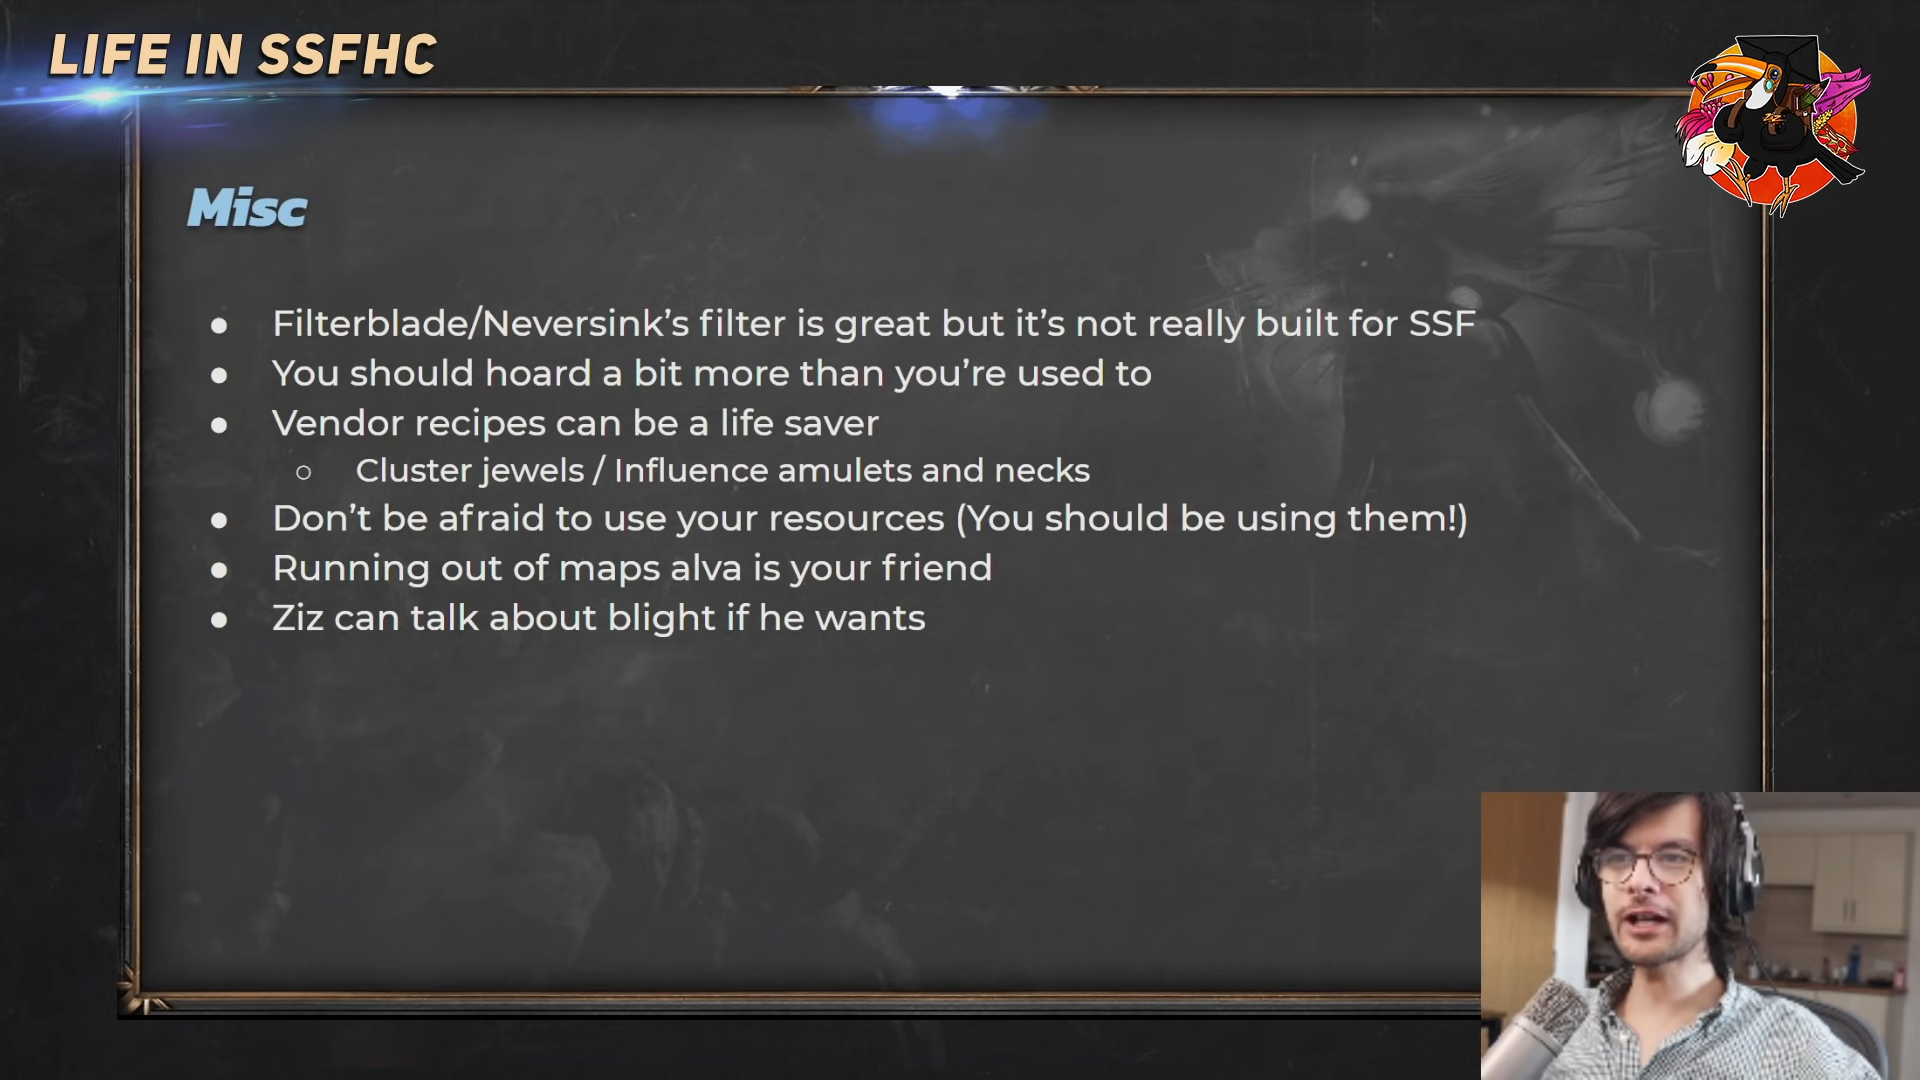 LIFE IN SSFHC
Misc
● Filterblade/Neversink’s filter is great but it’s not really built for SSF
● You should hoard a bit more than you’re used to
● Vendor recipes can be a life saver
○ Cluster jewels / Influence amulets and necks
● Don’t be afraid to use your resources (You should be using them!)
● Running out of maps alva is your friend
● Ziz can talk about blight if he wants